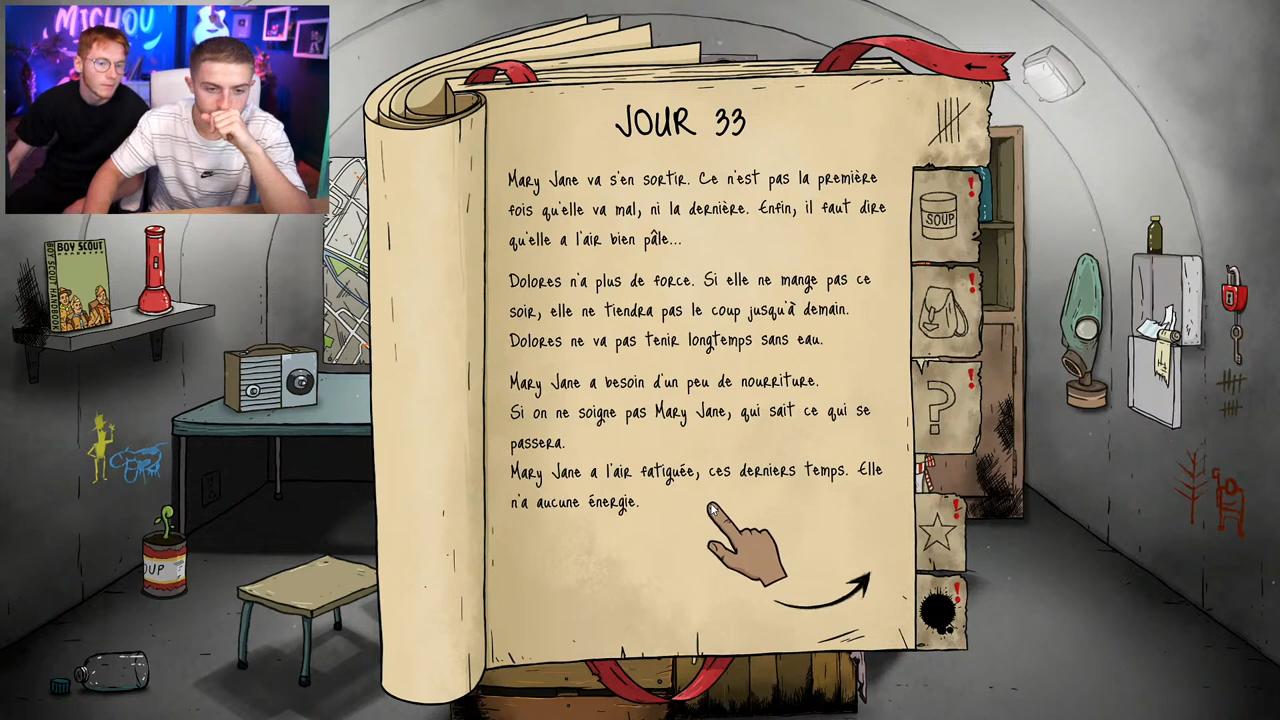 MICHOU
JOUR 33
Mary Jane va s'en sortir. Ce n'est pas la première
fois qu'elle va mal, ni la dernière. Enfin, il faut dire
qu'elle a l'air bien pâle...
Dolores n'a plus de force. Si elle ne mange pas ce
soir, elle ne tiendra pas le coup jusqu'à demain.
Dolores ne va pas tenir longtemps sans eau.
Mary Jane a besoin d'un peu de nourriture.
Si on ne soigne pas Mary Jane, qui sait ce qui se
passera.
Mary Jane a l'air fatiguée, ces derniers temps. Elle
n'a aucune énergie.
SOUP
!
!
?
!
!
!
BOY SCOUT
BOY SCOUT HANDBOOK
OUP